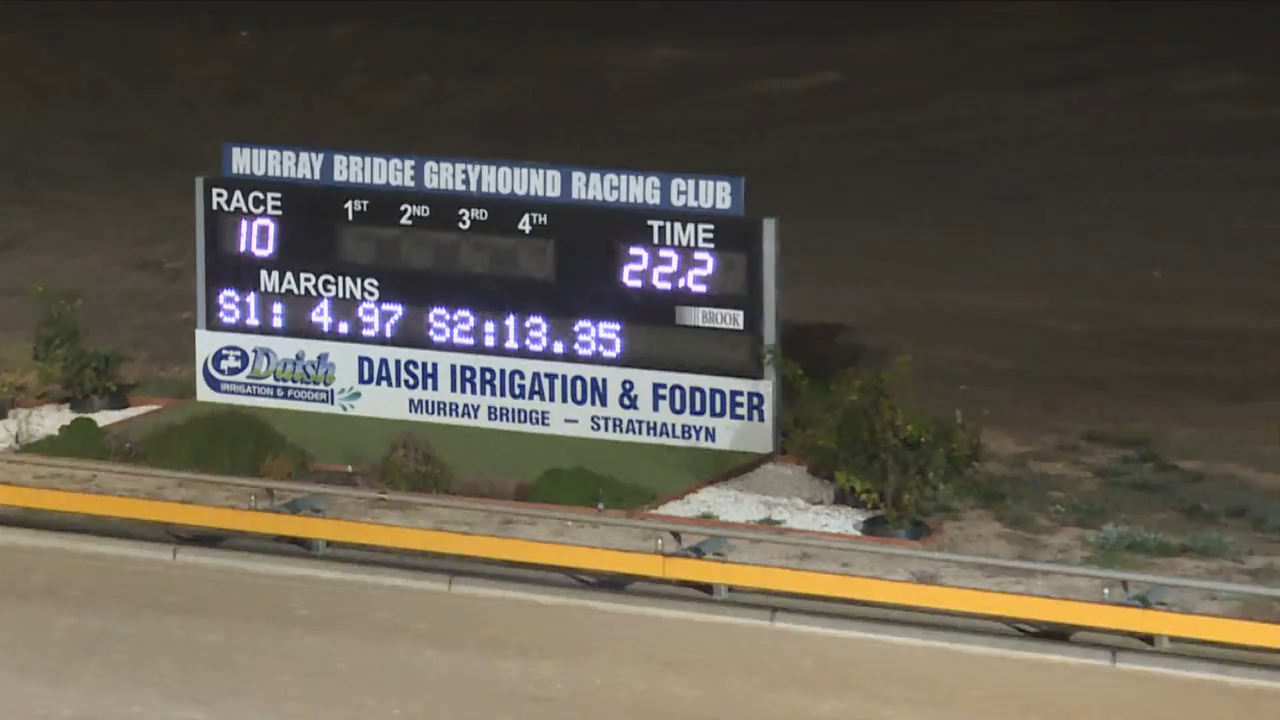 MURRAY BRIDGE GREYHOUND RACING CLUB
RACE 1ST 2ND 3RD 4TH TIME
10 22.2
MARGINS
S1: 4.97 S2:13.35
BROOK
Daish
IRRIGATION & FODDER
DAISH IRRIGATION & FODDER
MURRAY BRIDGE – STRATHALBYN